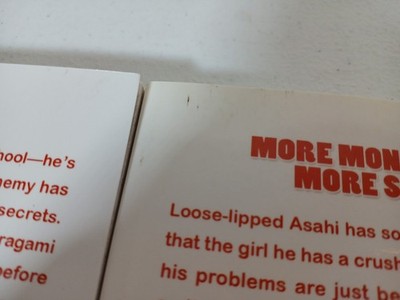 hool—he's
nemy has
secrets.
ragami
before
MORE MON
MORE S
Loose-lipped Asahi has so
that the girl he has a crush
his problems are just be